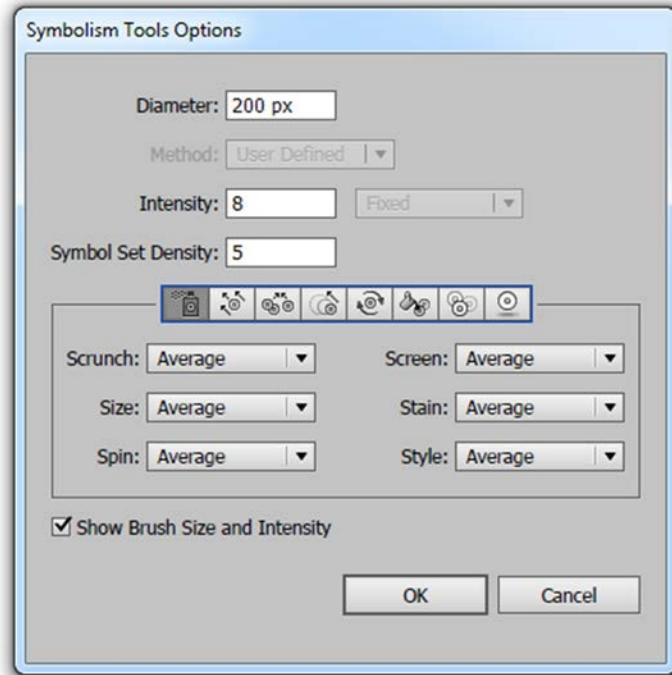 Symbolism Tools Options
Diameter: 200 px
Method: User Defined
Intensity: 8 Fixed
Symbol Set Density: 5
Scrunch: Average Screen: Average
Size: Average Stain: Average
Spin: Average Style: Average
Show Brush Size and Intensity
OK Cancel